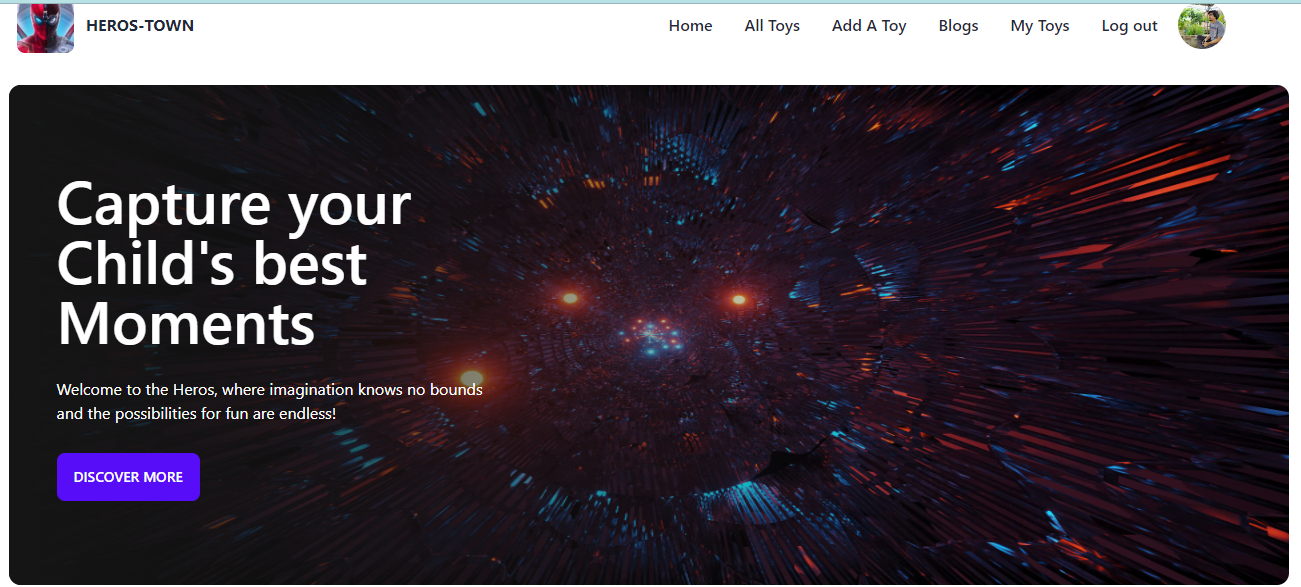 HEROS-TOWN
Home
All Toys
Add A Toy
Blogs
My Toys
Log out
Capture your
Child's best
Moments
Welcome to the Heros, where imagination knows no bounds
and the possibilities for fun are endless!
DISCOVER MORE